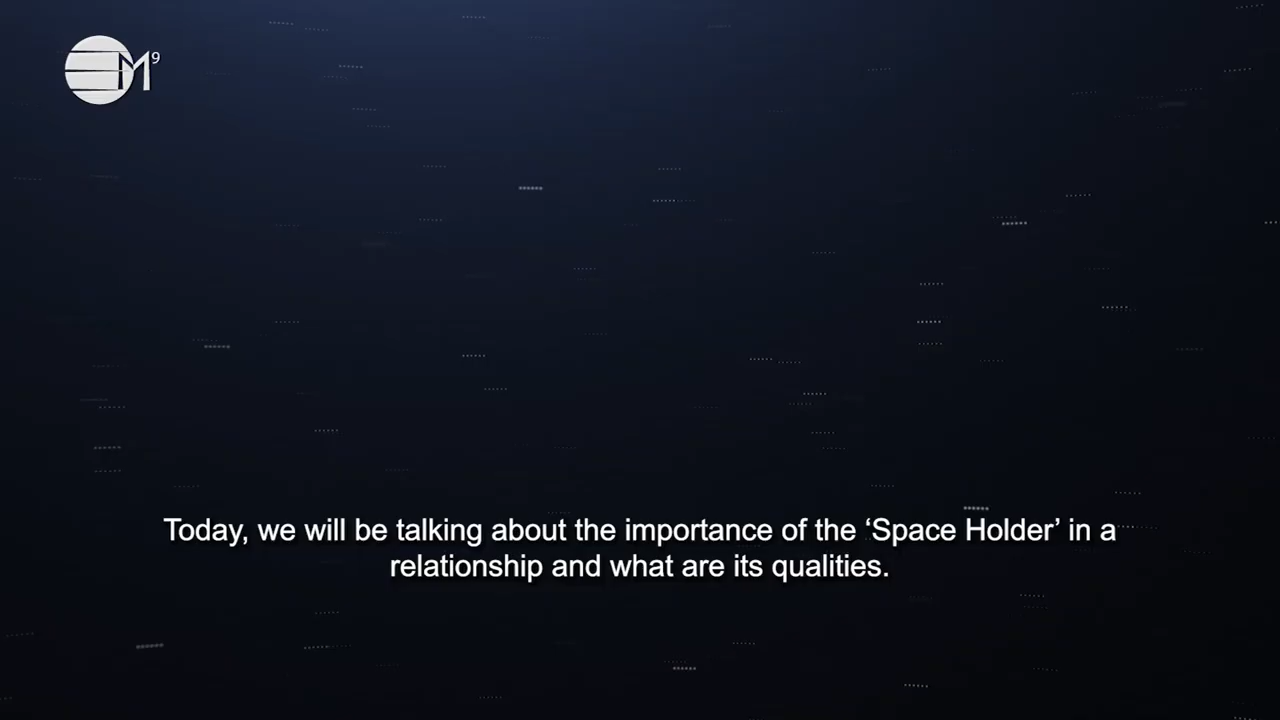 EM⁹
Today, we will be talking about the importance of the ‘Space Holder’ in a
relationship and what are its qualities.